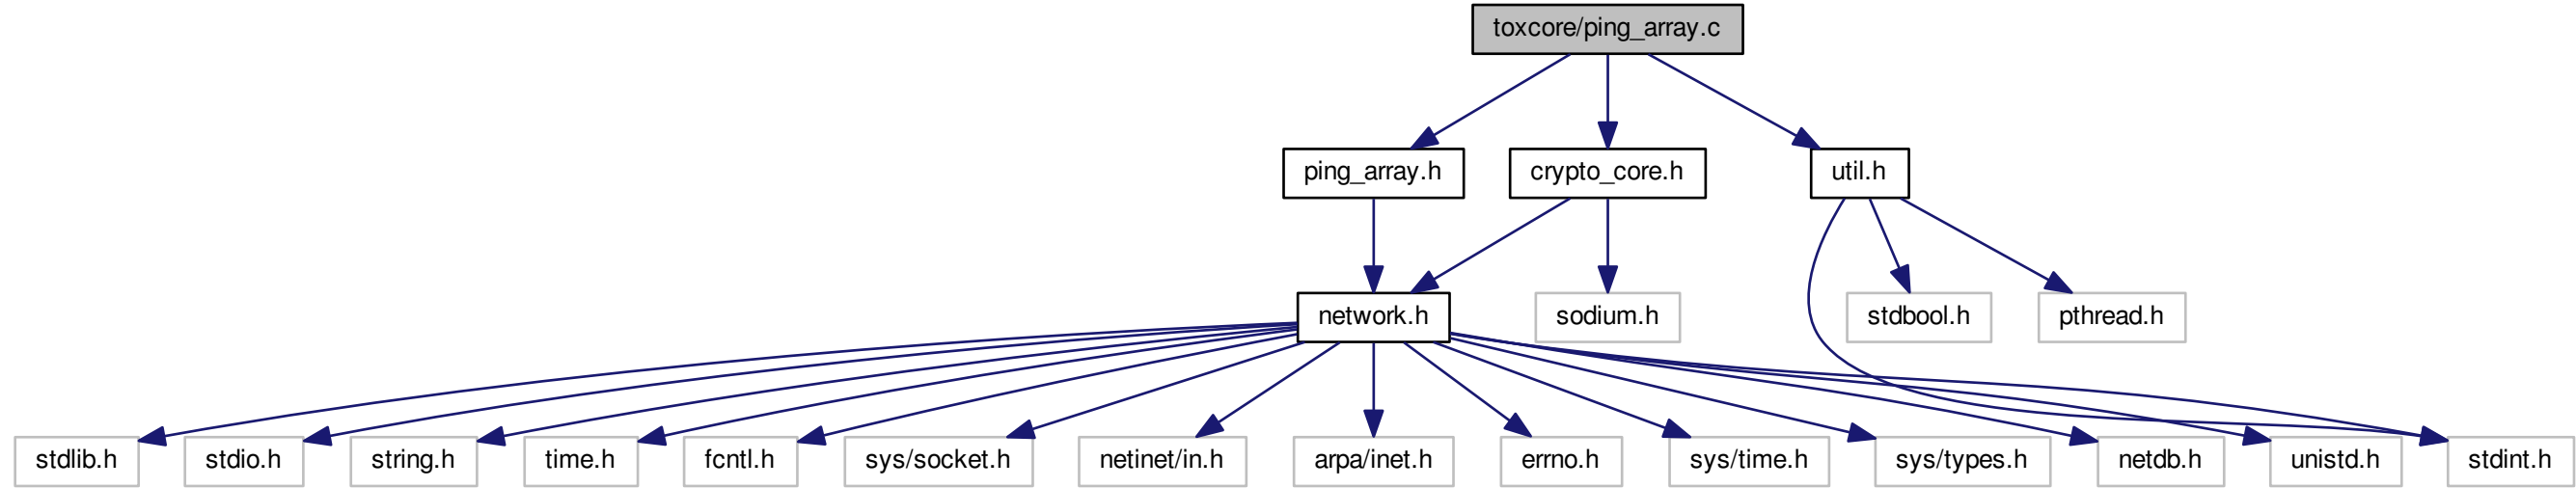 toxcore/ping_array.c
ping_array.h
crypto_core.h
util.h
network.h
sodium.h
stdbool.h
pthread.h
stdlib.h
stdio.h
string.h
time.h
fcntl.h
sys/socket.h
netinet/in.h
arpa/inet.h
errno.h
sys/time.h
sys/types.h
netdb.h
unistd.h
stdint.h